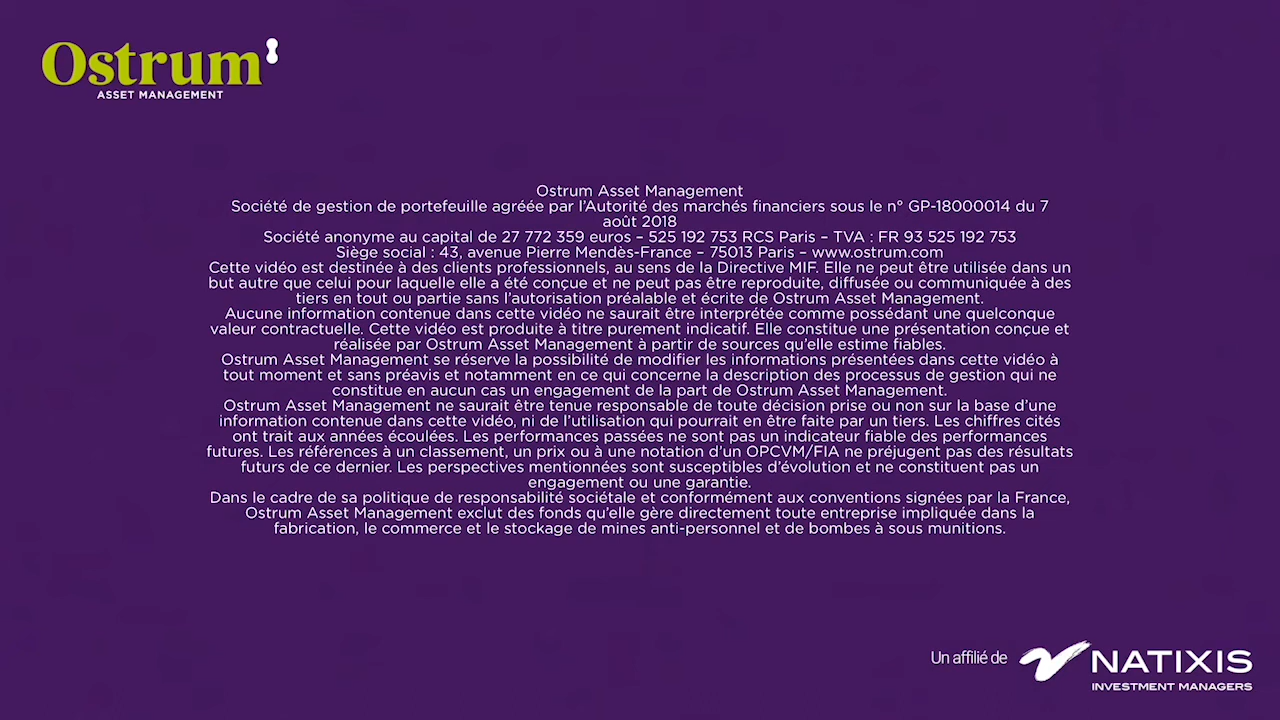 Ostrum
ASSET MANAGEMENT
Ostrum Asset Management
Société de gestion de portefeuille agréée par l'Autorité des marchés financiers sous le n° GP-18000014 du 7
août 2018
Société anonyme au capital de 27 772 359 euros – 525 192 753 RCS Paris – TVA : FR 93 525 192 753
Siège social : 43, avenue Pierre Mendès-France – 75013 Paris – www.ostrum.com
Cette vidéo est destinée à des clients professionnels, au sens de la Directive MIF. Elle ne peut être utilisée dans un
but autre que celui pour laquelle elle a été conçue et ne peut pas être reproduite, diffusée ou communiquée à des
tiers en tout ou partie sans l'autorisation préalable et écrite de Ostrum Asset Management.
Aucune information contenue dans cette vidéo ne saurait être interprétée comme possédant une quelconque
valeur contractuelle. Cette vidéo est produite à titre purement indicatif. Elle constitue une présentation conçue et
réalisée par Ostrum Asset Management à partir de sources qu'elle estime fiables.
Ostrum Asset Management se réserve la possibilité de modifier les informations présentées dans cette vidéo à
tout moment et sans préavis et notamment en ce qui concerne la description des processus de gestion qui ne
constitue en aucun cas un engagement de la part de Ostrum Asset Management.
Ostrum Asset Management ne saurait être tenue responsable de toute décision prise ou non sur la base d'une
information contenue dans cette vidéo, ni de l'utilisation qui pourrait en être faite par un tiers. Les chiffres cités
ont trait aux années écoulées. Les performances passées ne sont pas un indicateur fiable des performances
futures. Les références à un classement, un prix ou à une notation d'un OPCVM/FIA ne préjugent pas des résultats
futurs de ce dernier. Les perspectives mentionnées sont susceptibles d'évolution et ne constituent pas un
engagement ou une garantie.
Dans le cadre de sa politique de responsabilité sociétale et conformément aux conventions signées par la France,
Ostrum Asset Management exclut des fonds qu'elle gère directement toute entreprise impliquée dans la
fabrication, le commerce et le stockage de mines anti-personnel et de bombes à sous munitions.
Un affilié de
NATIXIS
INVESTMENT MANAGERS